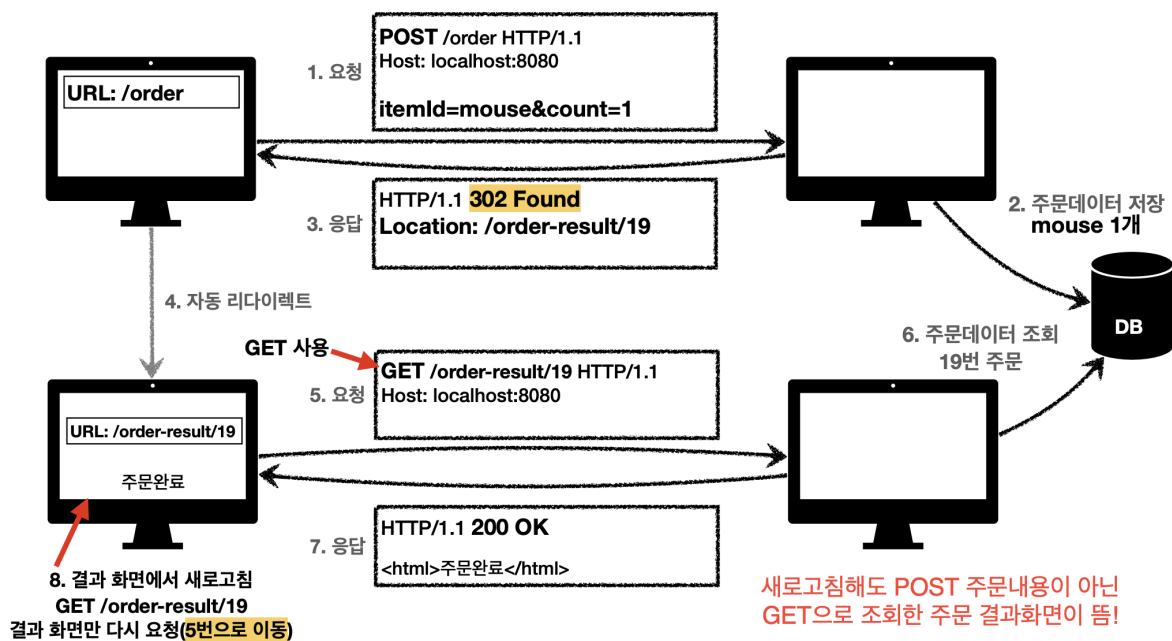 URL: /order
1. 요청
POST /order HTTP/1.1
Host: localhost:8080
itemId=mouse&count=1
3. 응답
HTTP/1.1 302 Found
Location: /order-result/19
2. 주문데이터 저장
mouse 1개
DB
4. 자동 리다이렉트
GET 사용
5. 요청
GET /order-result/19 HTTP/1.1
Host: localhost:8080
6. 주문데이터 조회
19번 주문
URL: /order-result/19
주문완료
7. 응답
HTTP/1.1 200 OK
<html>주문완료</html>
8. 결과 화면에서 새로고침
GET /order-result/19
결과 화면만 다시 요청(5번으로 이동)
새로고침해도 POST 주문내용이 아닌
GET으로 조회한 주문 결과화면이 뜸!